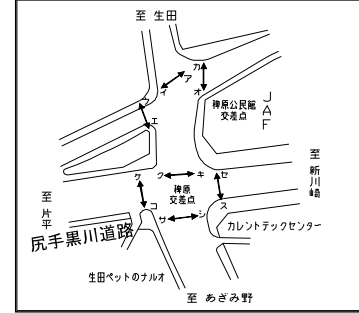 至 生田
カ
ア
イ
オ
ウ
エ
稗原公民館
交差点
JAF
至 新川崎
ケ
ク
キ
セ
稗原
交差点
コ
サ
シ
ス
至 片平
尻手黒川道路
カレントテックセンター
生田ペットのナルオ
至 あざみ野